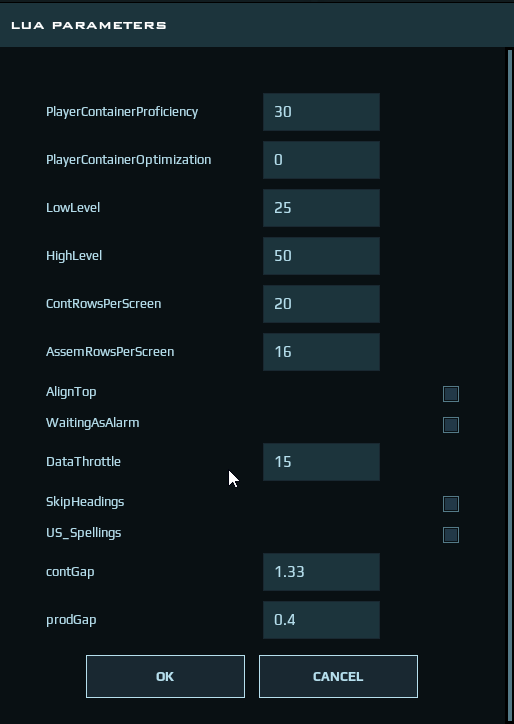 LUA PARAMETERS
PlayerContainerProficiency 30
PlayerContainerOptimization 0
LowLevel 25
HighLevel 50
ContRowsPerScreen 20
AssemRowsPerScreen 16
AlignTop
WaitingAsAlarm
DataThrottle 15
SkipHeadings
US_Spellings
contGap 1.33
prodGap 0.4
OK CANCEL